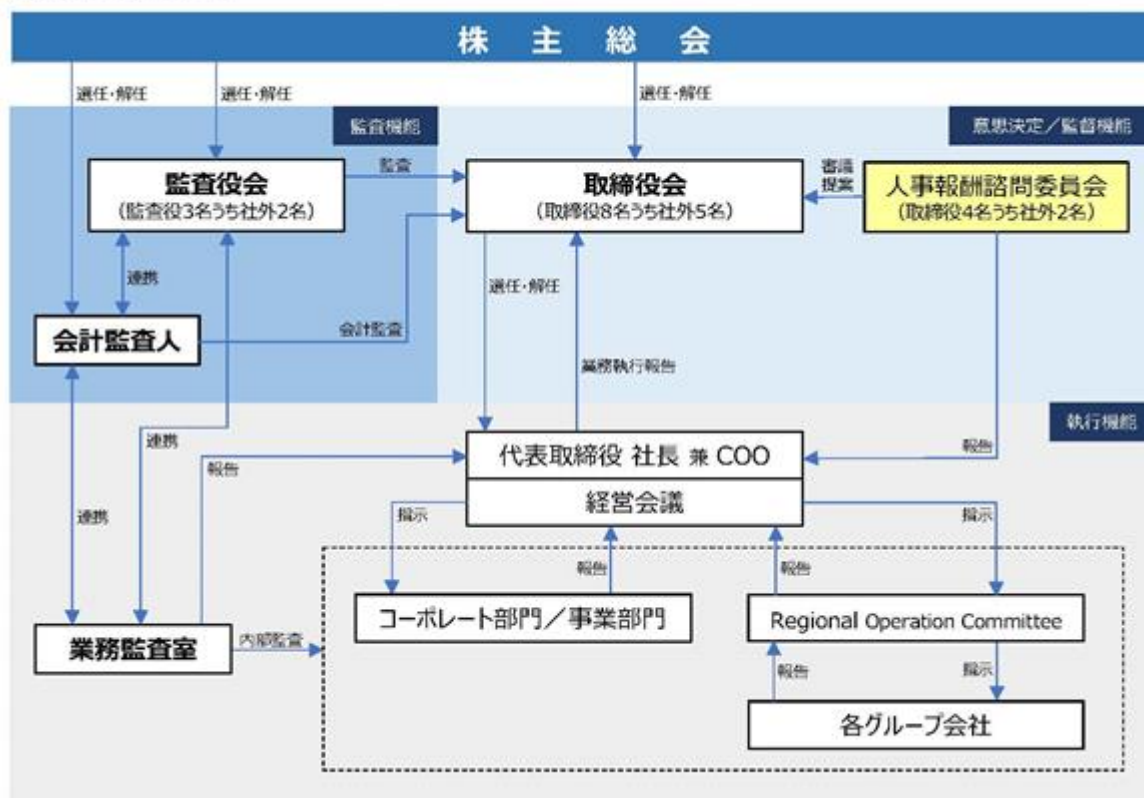 株主総会
選任・解任
選任・解任
選任・解任
監査機能
意思決定／監督機能
監査役会
（監査役3名うち社外2名）
監査
取締役会
（取締役8名うち社外5名）
審議
提案
人事報酬諮問委員会
（取締役4名うち社外2名）
連携
選任・解任
会計監査人
会計監査
業務執行報告
執行機能
連携
報告
代表取締役 社長 兼 COO
報告
経営会議
連携
指示
指示
報告
報告
コーポレート部門／事業部門
Regional Operation Committee
業務監査室
内部監査
報告
指示
各グループ会社